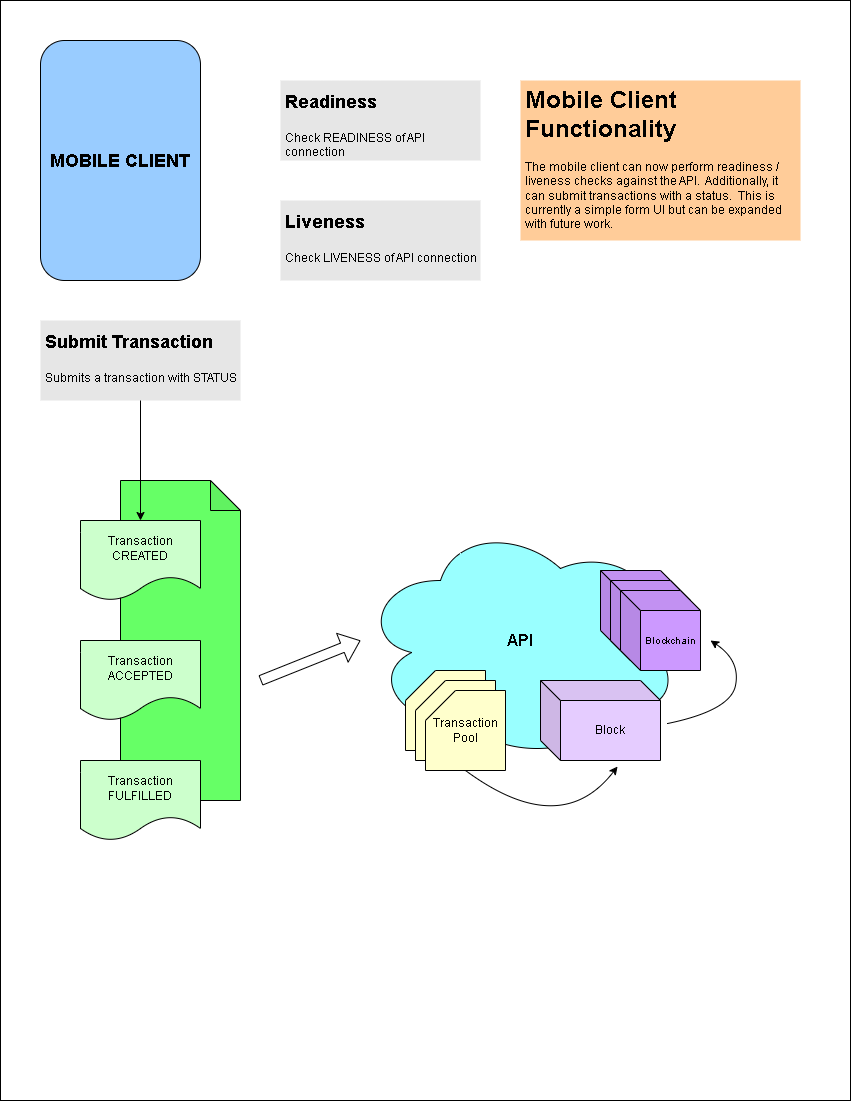 MOBILE CLIENT
Readiness
Check READINESS of API
connection
Liveness
Check LIVENESS of API connection
Mobile Client
Functionality
The mobile client can now perform readiness /
liveness checks against the API.  Additionally, it
can submit transactions with a status.  This is
currently a simple form UI but can be expanded
with future work.
Submit Transaction
Submits a transaction with STATUS
Transaction
CREATED
Transaction
ACCEPTED
Transaction
FULFILLED
API
Blockchain
Transaction
Pool
Block